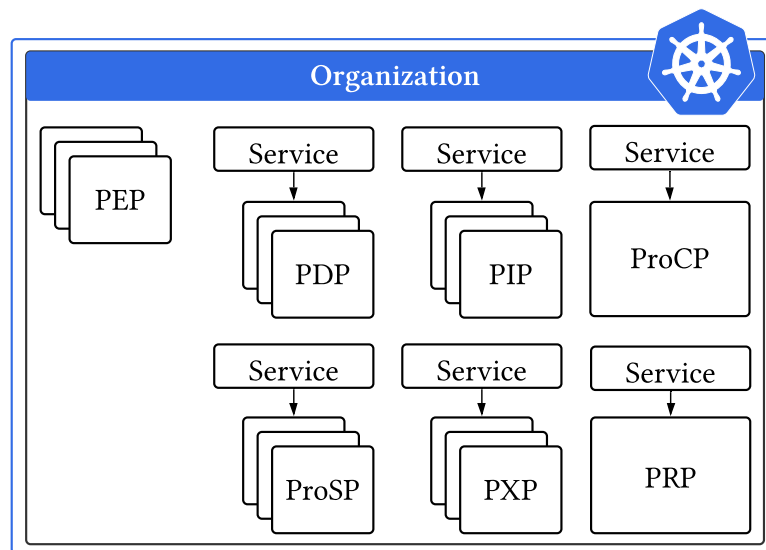 Organization
Service
Service
Service
PEP
PDP
PIP
ProCP
Service
Service
Service
ProSP
PXP
PRP